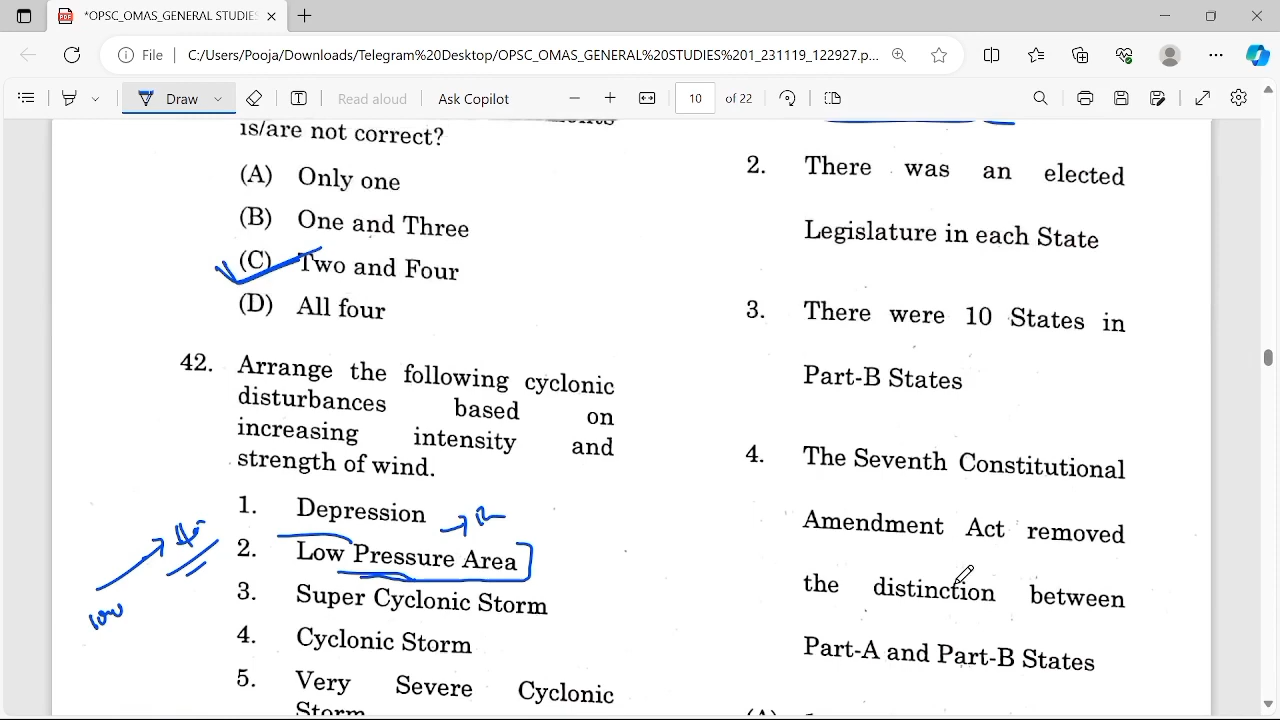 *OPSC_OMAS_GENERAL STUDIES
File
C:/Users/Pooja/Downloads/Telegram%20Desktop/OPSC_OMAS_GENERAL%20STUDIES%201_231119_122927.p...
Draw
Read aloud
Ask Copilot
10
of 22
is/are not correct?
(A) Only one
(B) One and Three
(C) Two and Four
(D) All four
42. Arrange the following cyclonic
disturbances based on
increasing intensity and
strength of wind.
1. Depression
2. Low Pressure Area
3. Super Cyclonic Storm
4. Cyclonic Storm
5. Very Severe Cyclonic
Storm
low
2. There was an elected
Legislature in each State
3. There were 10 States in
Part-B States
4. The Seventh Constitutional
Amendment Act removed
the distinction between
Part-A and Part-B States
(A)